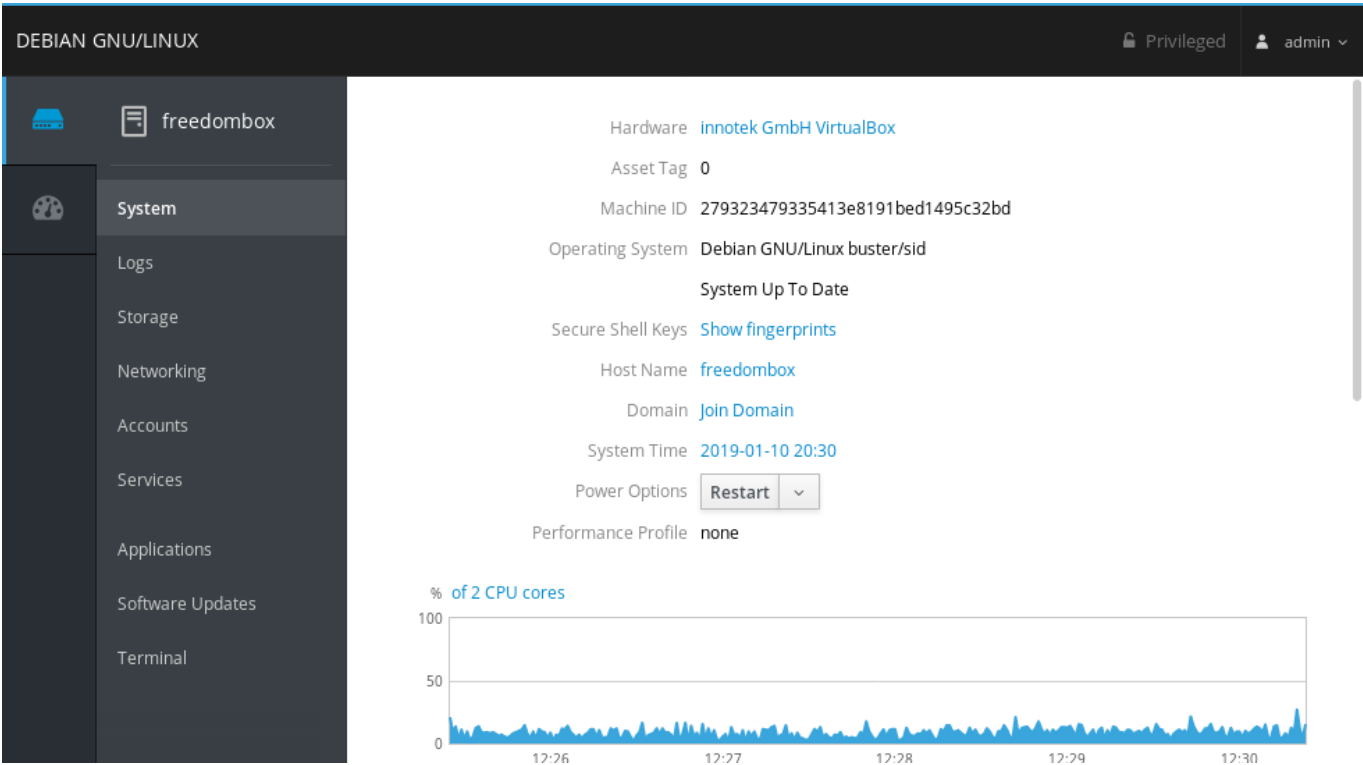 DEBIAN GNU/LINUX
Privileged
admin
freedombox
System
Logs
Storage
Networking
Accounts
Services
Applications
Software Updates
Terminal
Hardware innotek GmbH VirtualBox
Asset Tag 0
Machine ID 279323479335413e8191bed1495c32bd
Operating System Debian GNU/Linux buster/sid
System Up To Date
Secure Shell Keys Show fingerprints
Host Name freedombox
Domain Join Domain
System Time 2019-01-10 20:30
Power Options Restart
Performance Profile none
% of 2 CPU cores
100
50
0
12:26 12:27 12:28 12:29 12:30